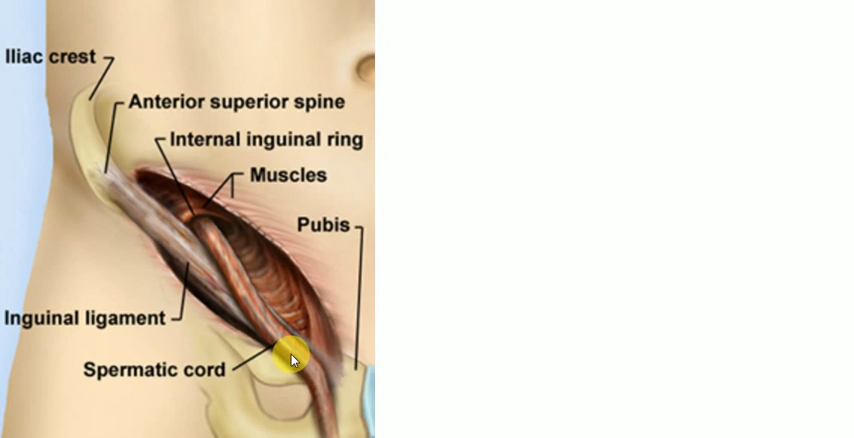 Iliac crest
Anterior superior spine
Internal inguinal ring
Muscles
Pubis
Inguinal ligament
Spermatic cord